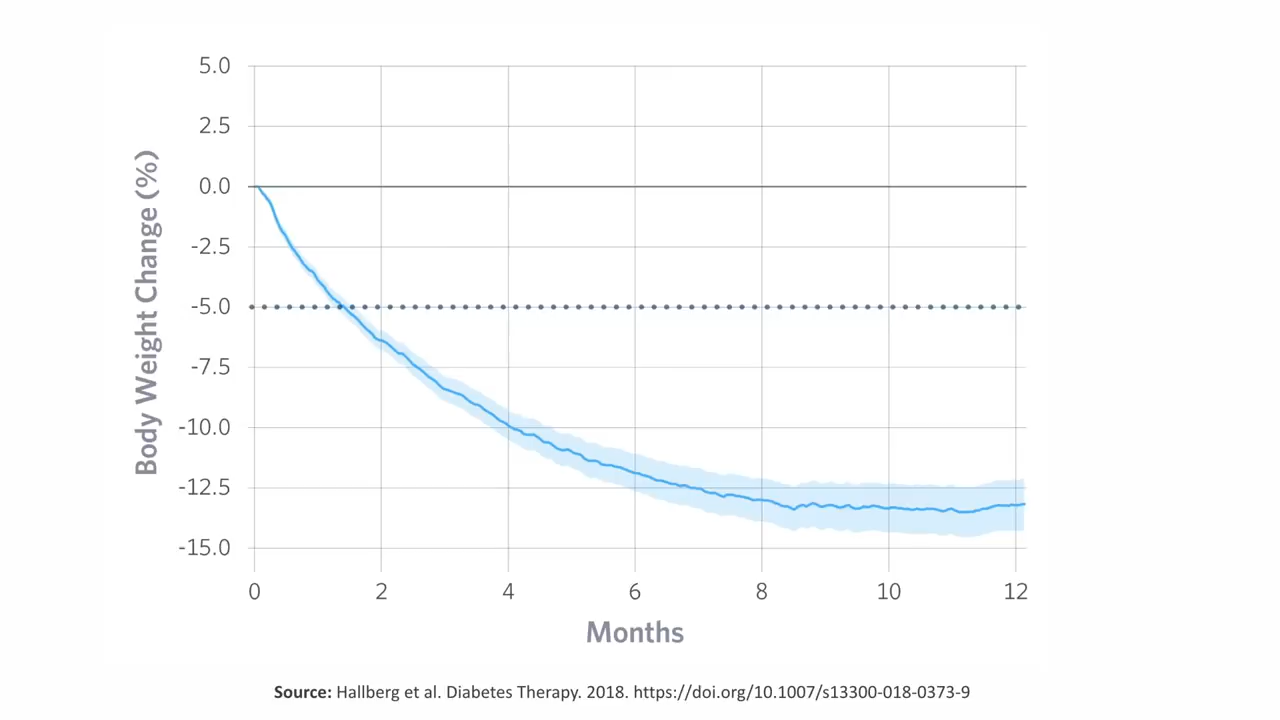 5.0
2.5
0.0
-2.5
-5.0
-7.5
-10.0
-12.5
-15.0
Body Weight Change (%)
0 2 4 6 8 10 12
Months
Source: Hallberg et al. Diabetes Therapy. 2018. https://doi.org/10.1007/s13300-018-0373-9